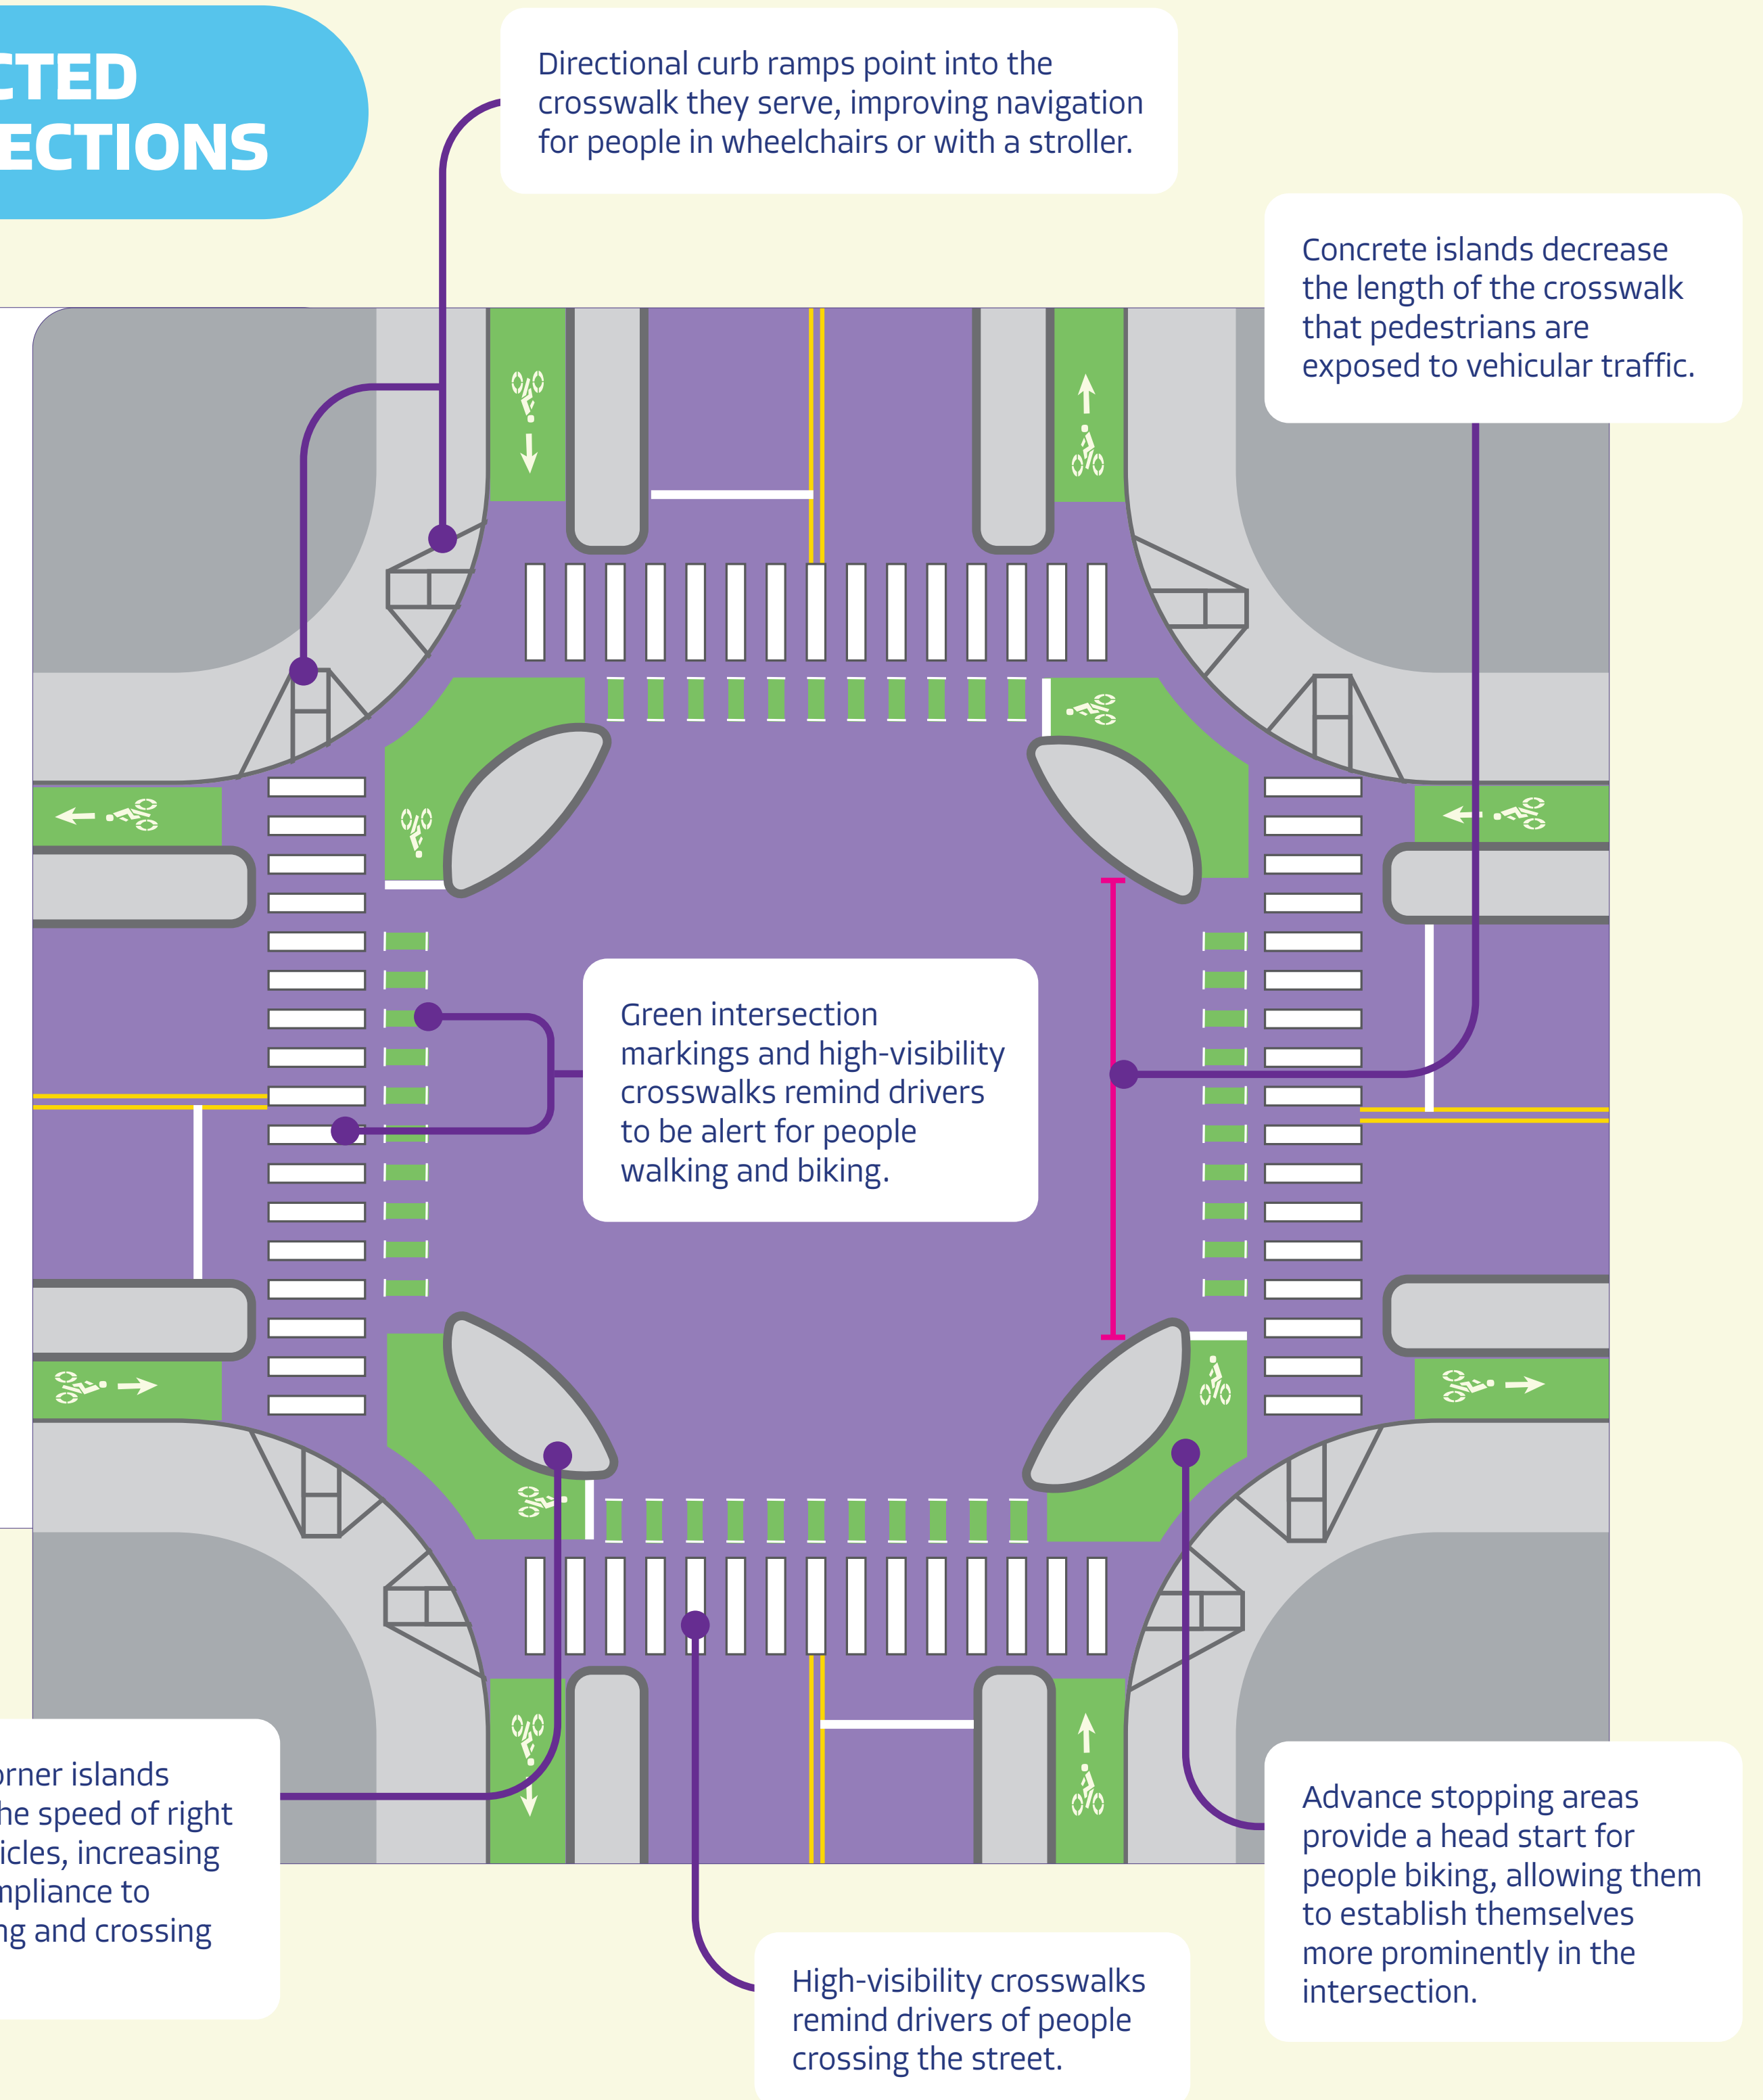 CTED
ECTIONS
Directional curb ramps point into the
crosswalk they serve, improving navigation
for people in wheelchairs or with a stroller.
Concrete islands decrease
the length of the crosswalk
that pedestrians are
exposed to vehicular traffic.
Green intersection
markings and high-visibility
crosswalks remind drivers
to be alert for people
walking and biking.
orner islands
he speed of right
icles, increasing
mpliance to
ng and crossing
Advance stopping areas
provide a head start for
people biking, allowing them
to establish themselves
more prominently in the
intersection.
High-visibility crosswalks
remind drivers of people
crossing the street.